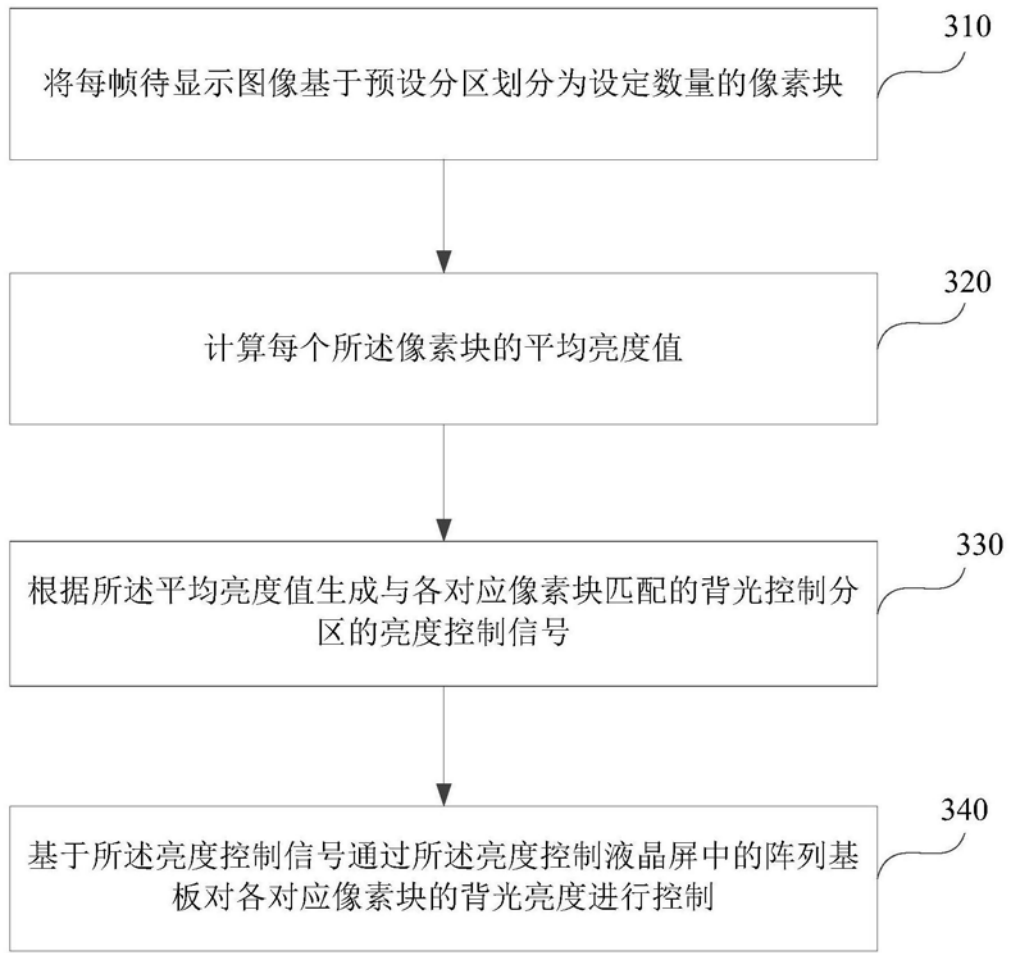 310
将每帧待显示图像基于预设分区划分为设定数量的像素块
320
计算每个所述像素块的平均亮度值
330
根据所述平均亮度值生成与各对应像素块匹配的背光控制分
区的亮度控制信号
340
基于所述亮度控制信号通过所述亮度控制液晶屏中的阵列基
板对各对应像素块的背光亮度进行控制